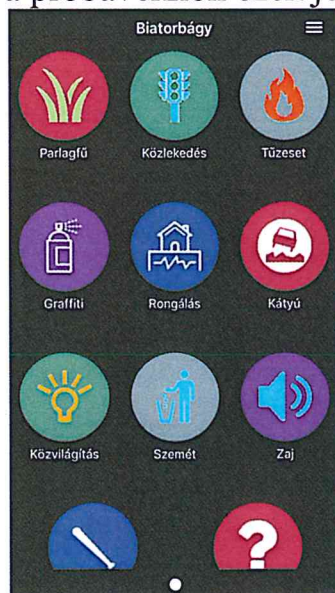 Biatorbágy
Parlagfű Közlekedés Tűzeset
Graffiti Rongálás Kátyú
Közvilágítás Szemét Zaj
?